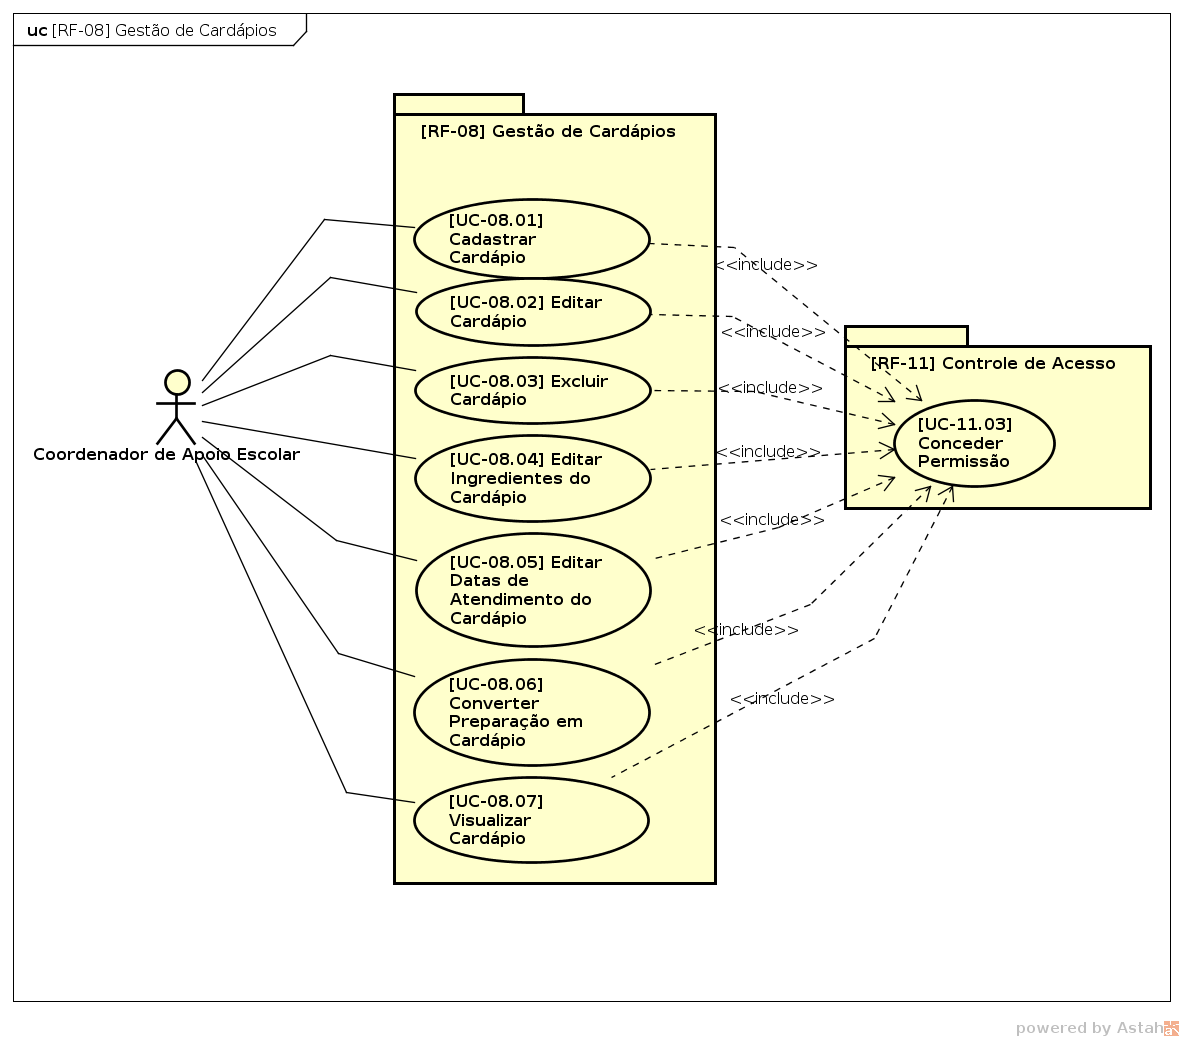 uc [RF-08] Gestão de Cardápios
[RF-08] Gestão de Cardápios
[UC-08.01]
Cadastrar
Cardápio
<<include>>
[UC-08.02] Editar
Cardápio
<<include>>
[RF-11] Controle de Acesso
[UC-08.03] Excluir
Cardápio
<<include>>
[UC-11.03]
Conceder
Permissão
Coordenador de Apoio Escolar
[UC-08.04] Editar
Ingredientes do
Cardápio
<<include>>
<<include>>
[UC-08.05] Editar
Datas de
Atendimento do
Cardápio
<<include>>
[UC-08.06]
Converter
Preparação em
Cardápio
<<include>>
[UC-08.07]
Visualizar
Cardápio
powered by Astah